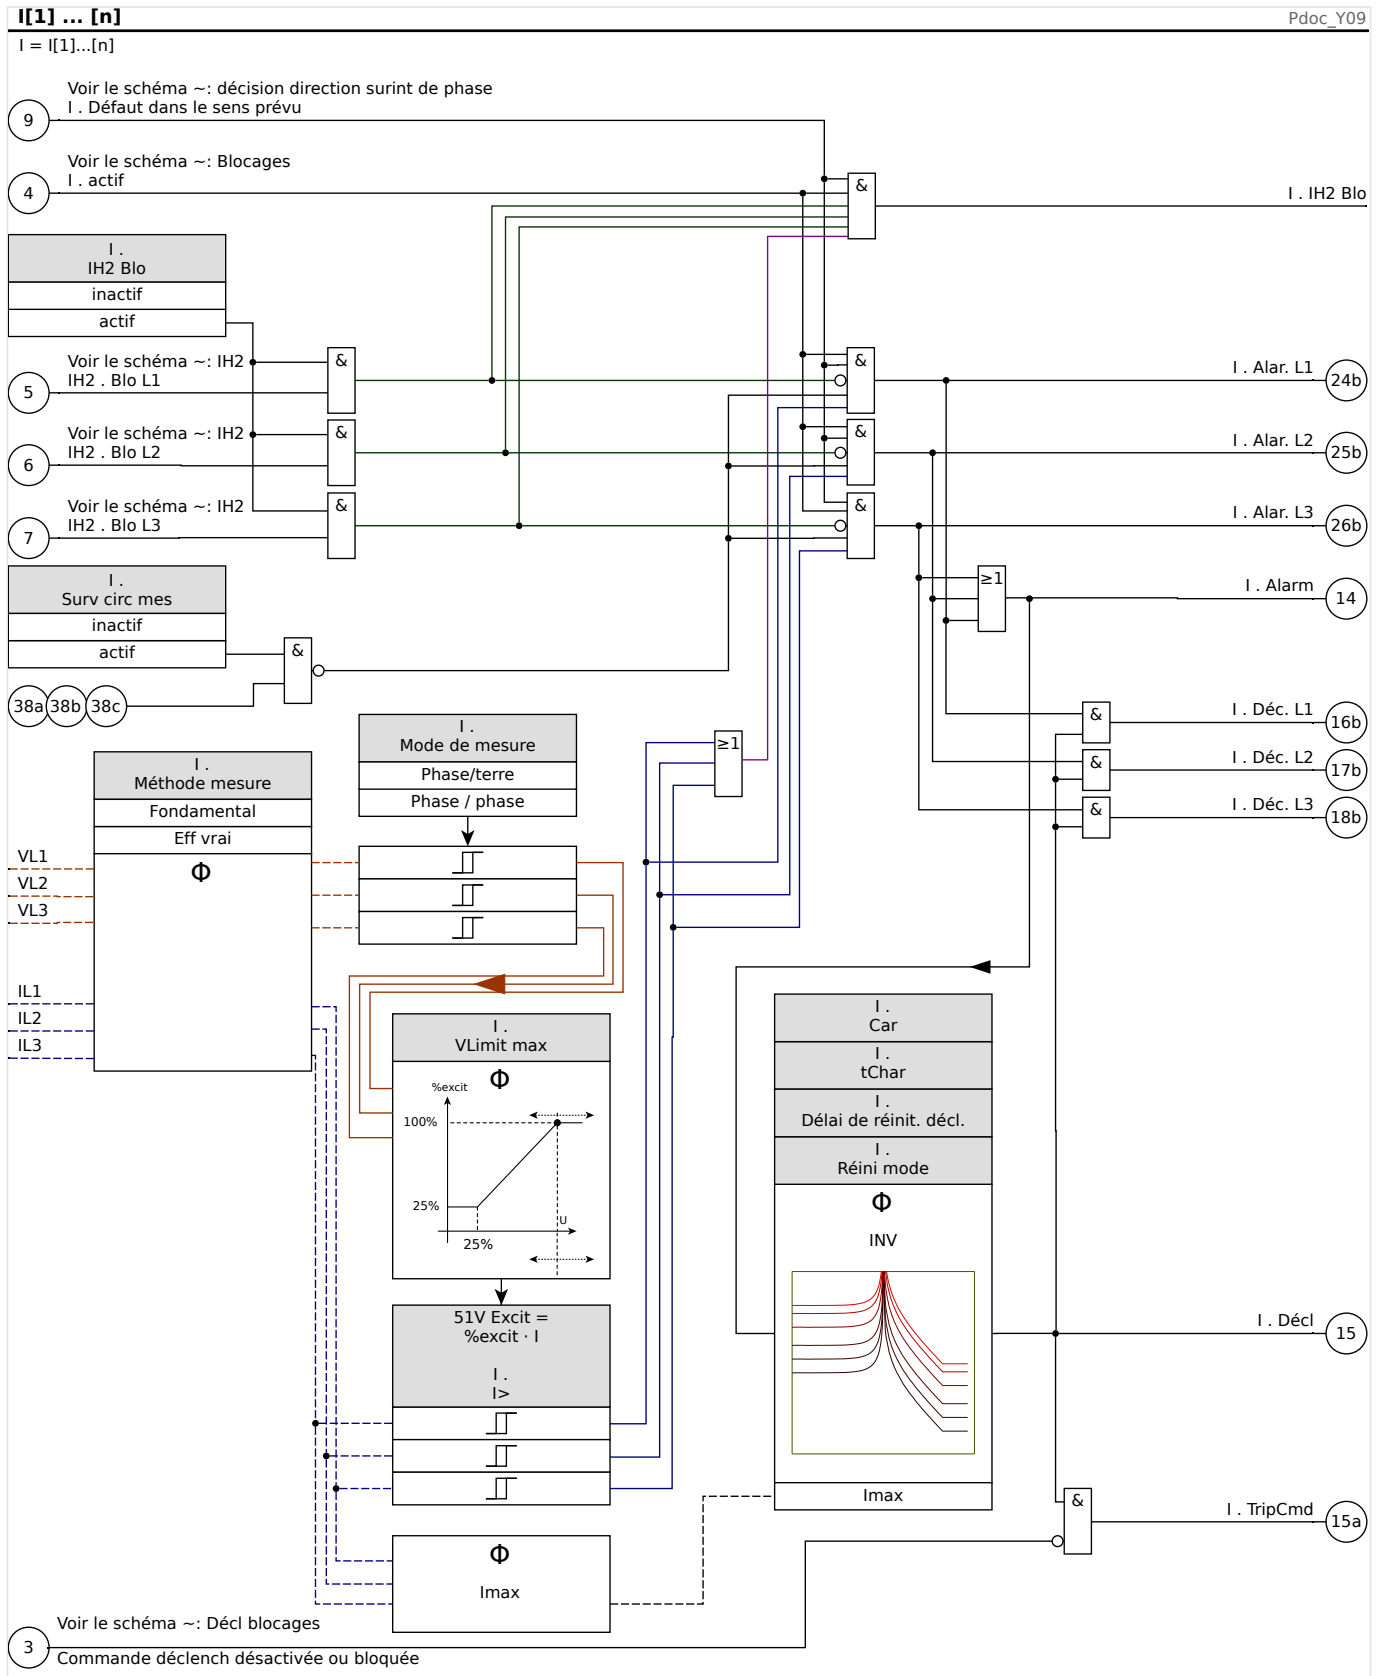 I[1] ... [n]
Pdoc_Y09
I = I[1]...[n]
Voir le schéma ~: décision direction surint de phase
I . Défaut dans le sens prévu
9
Voir le schéma ~: Blocages
I . actif
4
&
I . IH2 Blo
I .
IH2 Blo
inactif
actif
Voir le schéma ~: IH2
IH2 . Blo L1
5
&
&
I . Alar. L1
24b
Voir le schéma ~: IH2
IH2 . Blo L2
6
&
&
I . Alar. L2
25b
Voir le schéma ~: IH2
IH2 . Blo L3
7
&
&
I . Alar. L3
26b
I .
Surv circ mes
inactif
actif
&
≥1
I . Alarm
14
38a
38b
38c
&
I . Déc. L1
16b
&
I . Déc. L2
17b
&
I . Déc. L3
18b
I .
Mode de mesure
Phase/terre
Phase / phase
≥1
I .
Méthode mesure
Fondamental
Eff vrai
Φ
VL1
VL2
VL3
IL1
IL2
IL3
I .
VLimit max
Φ
%excit
100%
25%
U
25%
I .
Car
I .
tChar
I .
Délai de réinit. décl.
I .
Réini mode
Φ
INV
Imax
51V Excit =
%excit · I
I .
I>
I . Décl
15
&
I . TripCmd
15a
Φ
Imax
Voir le schéma ~: Décl blocages
3
Commande déclench désactivée ou bloquée